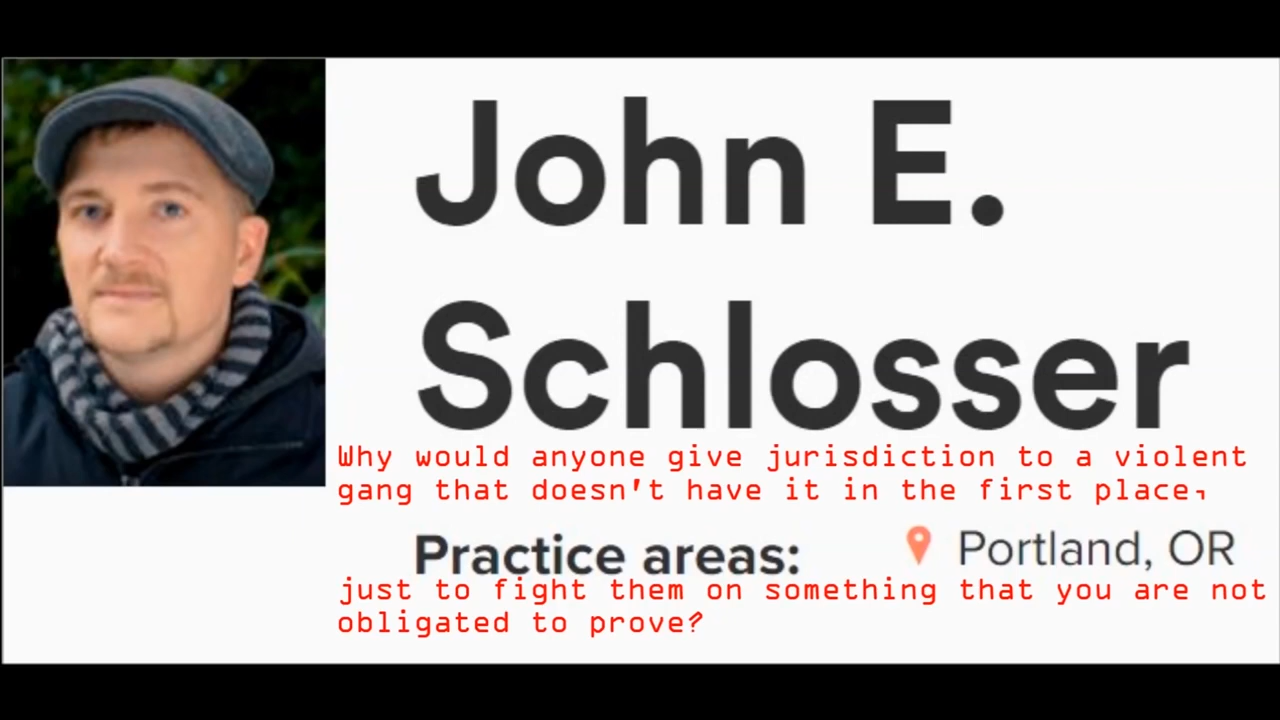 John E.
Schlosser
Why would anyone give jurisdiction to a violent
gang that doesn't have it in the first place,
Practice areas:
Portland, OR
just to fight them on something that you are not
obligated to prove?